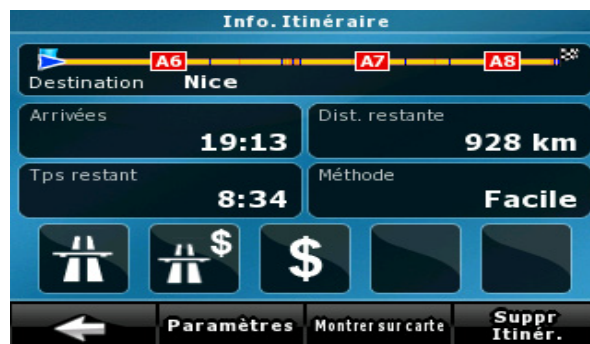 Info. Itinéraire
A6 A7 A8
Destination Nice
Arrivées
19:13
Dist. restante
928 km
Tps restant
8:34
Méthode
Facile
$ $
Paramètres
Montrer sur carte
Suppr
Itinér.